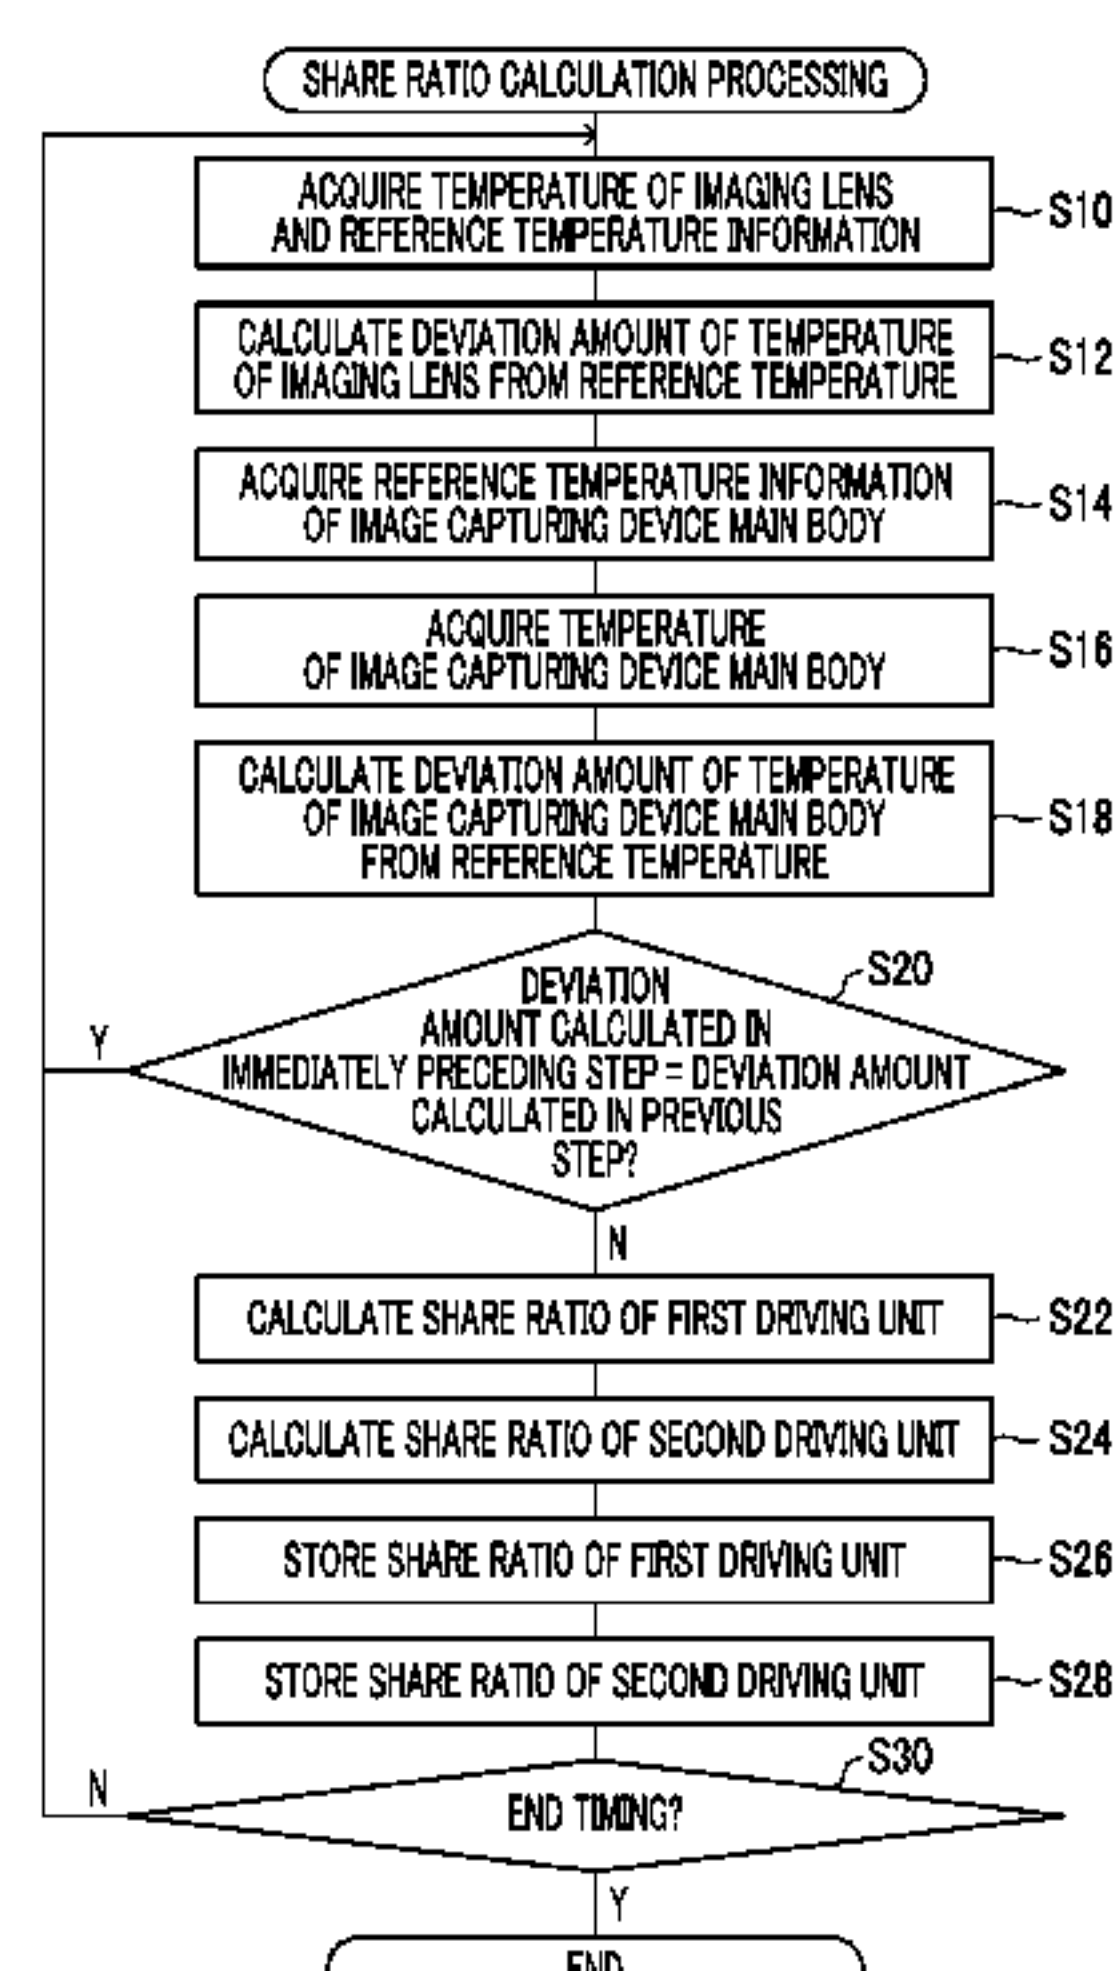 SHARE RATIO CALCULATION PROCESSING
ACQUIRE TEMPERATURE OF IMAGING LENS
AND REFERENCE TEMPERATURE INFORMATION
S10
CALCULATE DEVIATION AMOUNT OF TEMPERATURE
OF IMAGING LENS FROM REFERENCE TEMPERATURE
S12
ACQUIRE REFERENCE TEMPERATURE INFORMATION
OF IMAGE CAPTURING DEVICE MAIN BODY
S14
ACQUIRE TEMPERATURE
OF IMAGE CAPTURING DEVICE MAIN BODY
S16
CALCULATE DEVIATION AMOUNT OF TEMPERATURE
OF IMAGE CAPTURING DEVICE MAIN BODY
FROM REFERENCE TEMPERATURE
S18
S20
DEVIATION
AMOUNT CALCULATED IN
IMMEDIATELY PRECEDING STEP = DEVIATION AMOUNT
CALCULATED IN PREVIOUS
STEP?
Y
N
CALCULATE SHARE RATIO OF FIRST DRIVING UNIT
S22
CALCULATE SHARE RATIO OF SECOND DRIVING UNIT
S24
STORE SHARE RATIO OF FIRST DRIVING UNIT
S26
STORE SHARE RATIO OF SECOND DRIVING UNIT
S28
S30
END TIMING?
N
Y
END